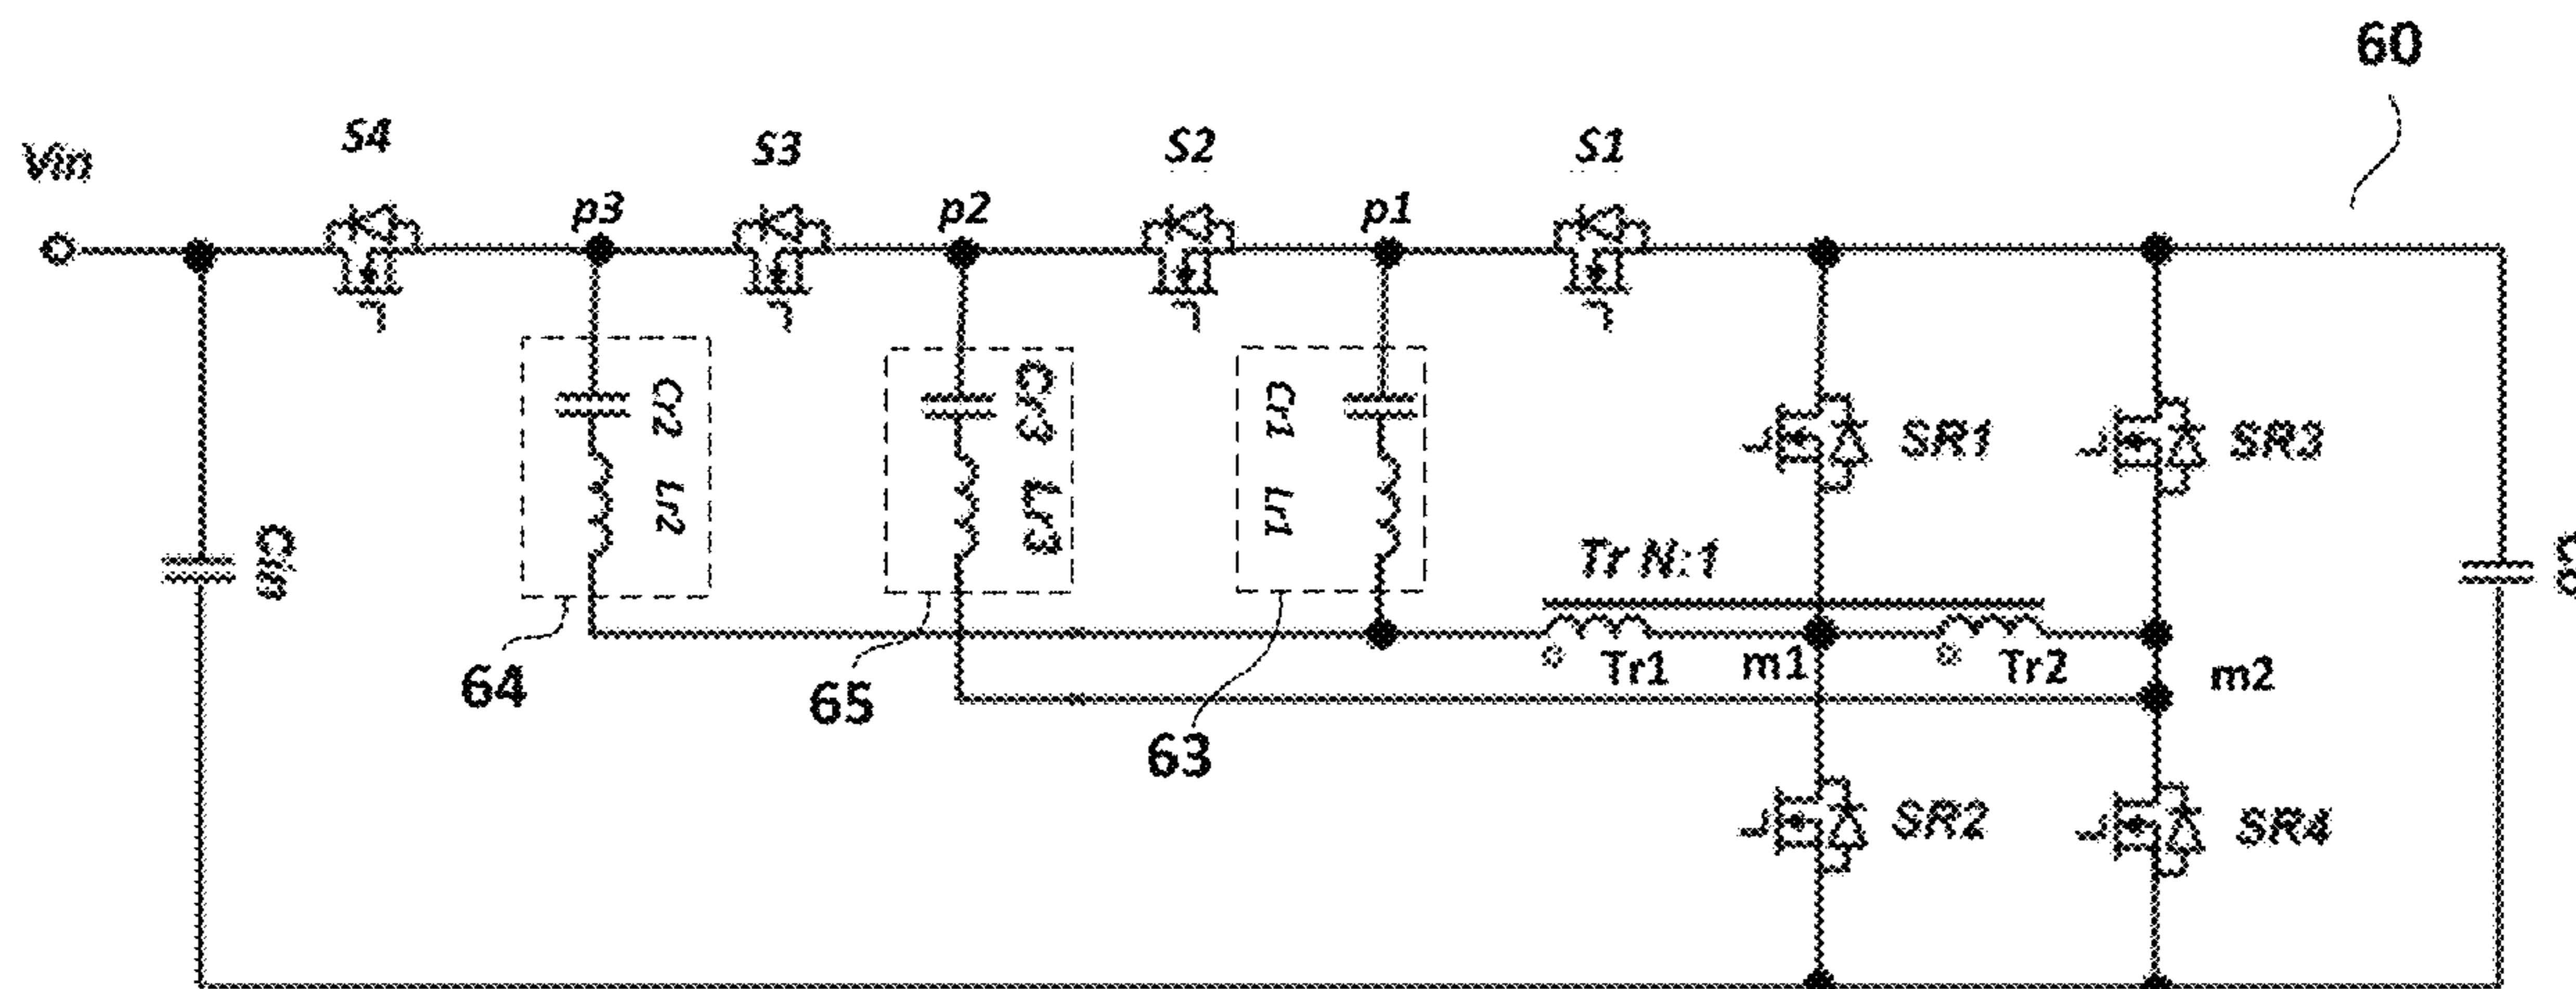 60
Vin
S4
S3
S2
S1
p3
p2
p1
Cr2 Lr2
Cr3 Lr3
Cr1 Lr1
SR1
SR3
Cin
Tr N:1
64
65
63
Tr1
m1
Tr2
m2
SR2
SR4